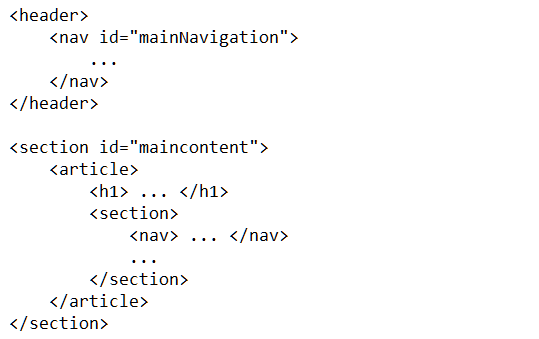 <header>
    <nav id="mainNavigation">
        ...
    </nav>
</header>

<section id="maincontent">
    <article>
        <h1> ... </h1>
        <section>
            <nav> ... </nav>
            ...
        </section>
    </article>
</section>